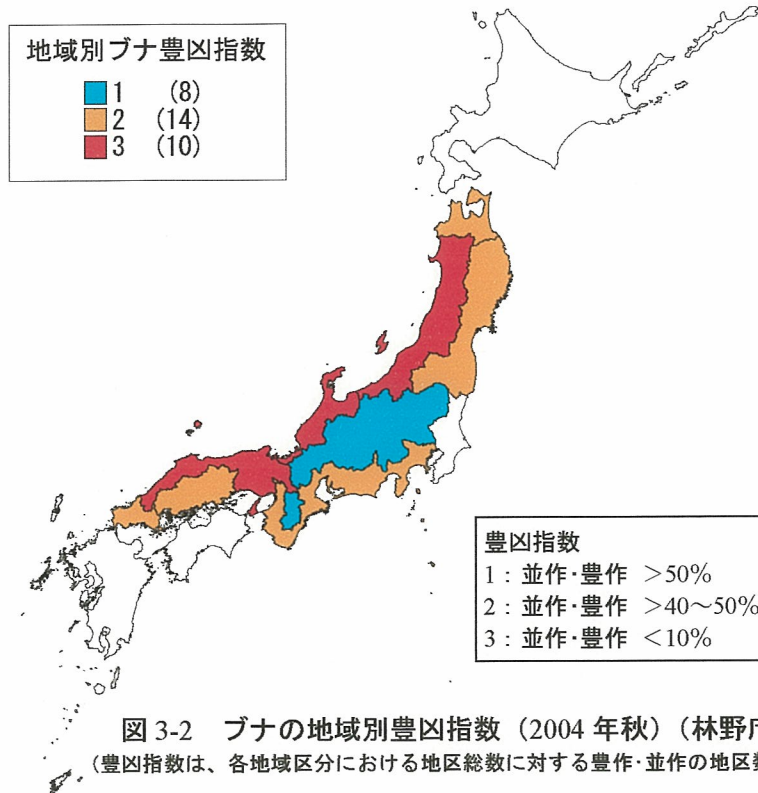 地域別ブナ豊凶指数
1 (8)
2 (14)
3 (10)
豊凶指数
1：並作･豊作 >50%
2：並作･豊作 >40～50%
3：並作･豊作 <10%
図 3-2 ブナの地域別豊凶指数（2004 年秋）（林野庁
（豊凶指数は、各地域区分における地区総数に対する豊作･並作の地区数